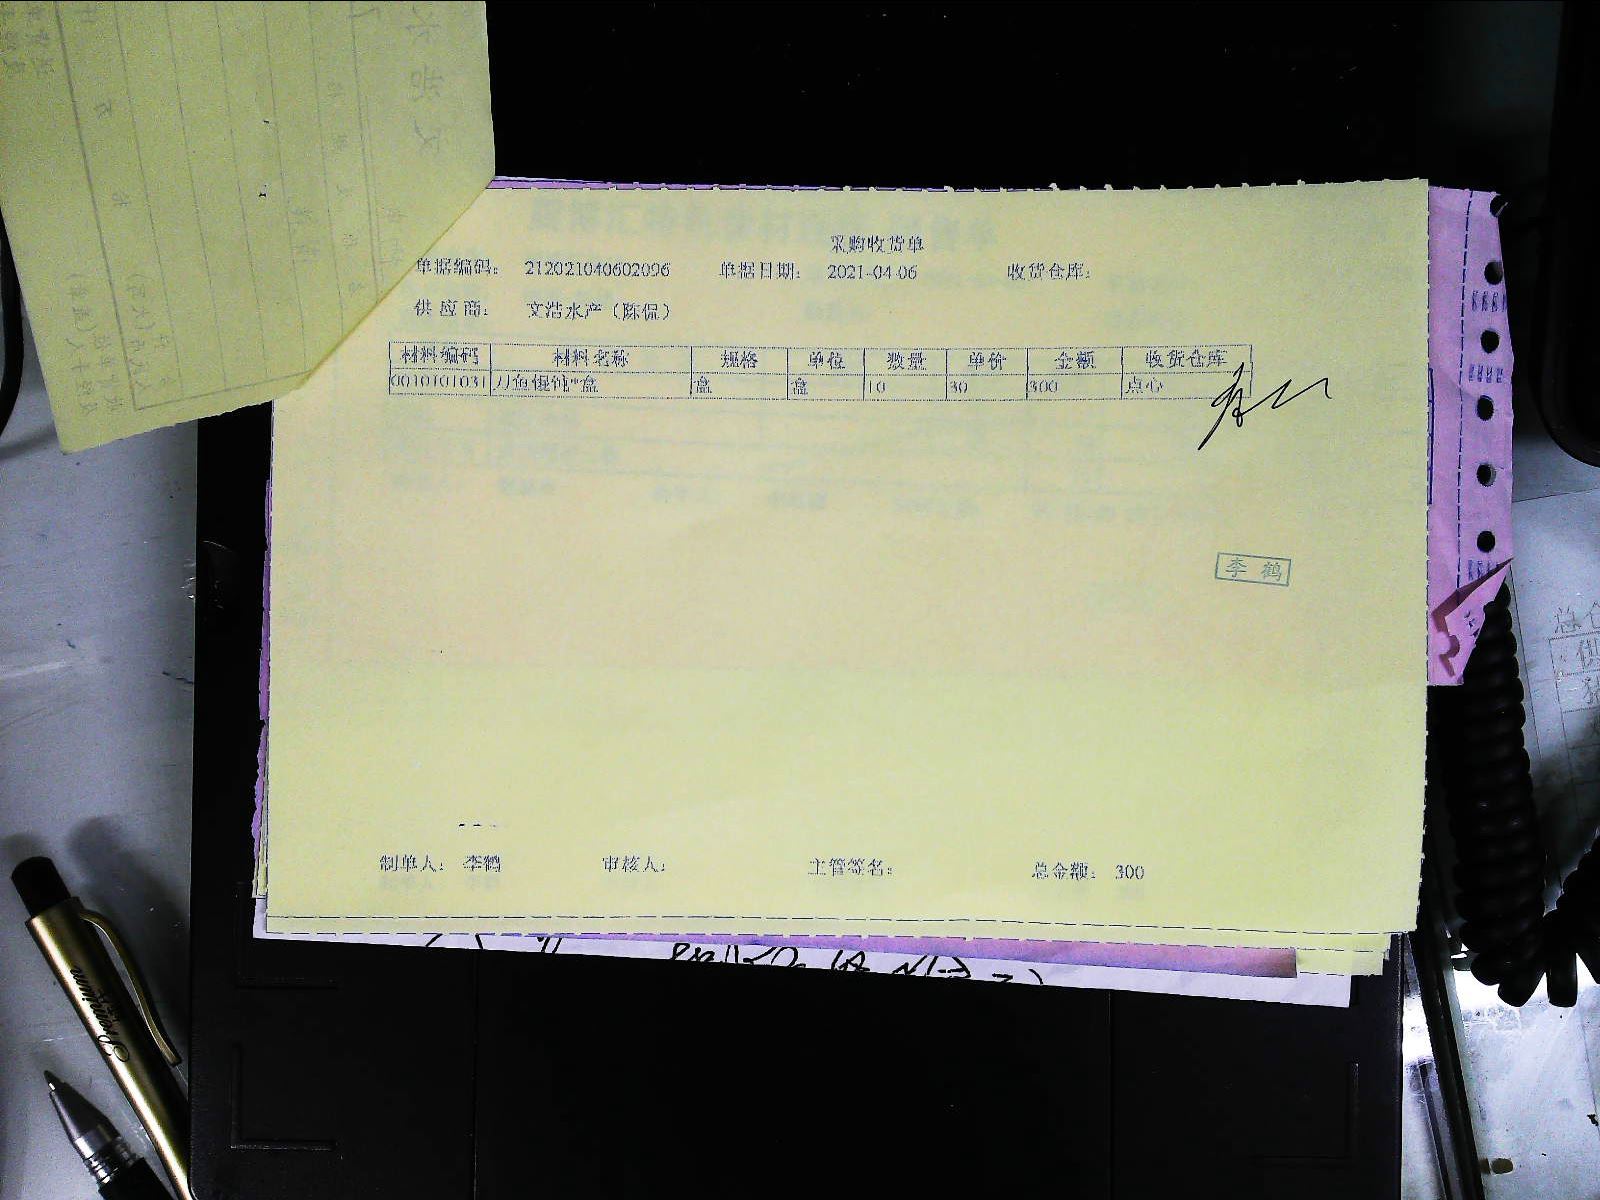 采购收货单
单据编码： 212021040602096 单据日期： 2021-04-06 收货仓库：
供应商： 文浩水产（陈侃）
材料编码 材料名称 规格 单位 数量 单价 金额 收货仓库
0010101031 刀鱼馄饨*盒 盒 盒 10 30 300 点心
李鹤
制单人： 李鹤 审核人： 主管签名： 总金额： 300
Premium